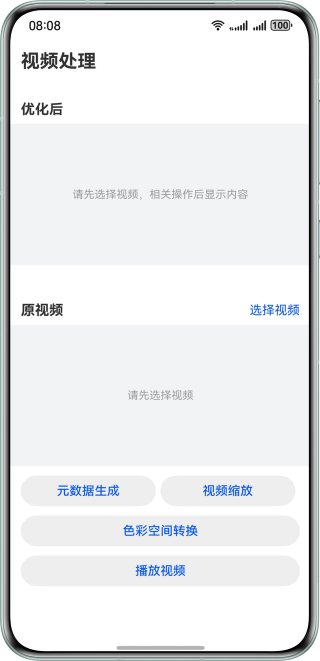 08:08 100
视频处理
优化后
请先选择视频，相关操作后显示内容
原视频 选择视频
请先选择视频
元数据生成 视频缩放
色彩空间转换
播放视频